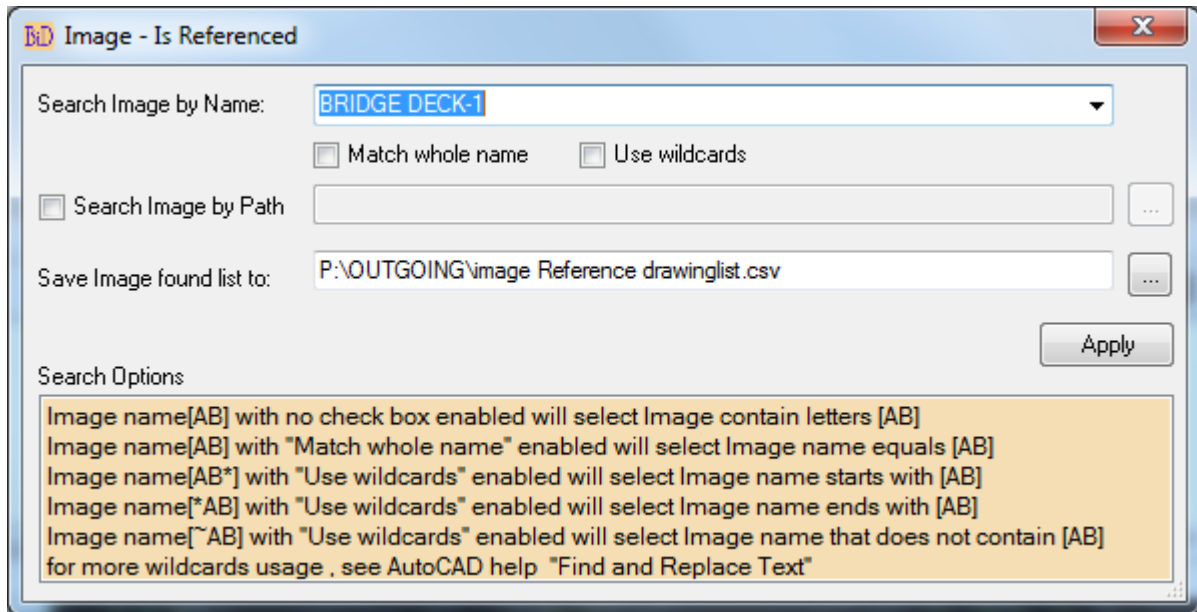 BiD Image - Is Referenced
Search Image by Name: BRIDGE DECK-1
Match whole name Use wildcards
Search Image by Path ...
Save Image found list to: P:\OUTGOING\image Reference drawinglist.csv ...
Apply
Search Options
Image name[AB] with no check box enabled will select Image contain letters [AB]
Image name[AB] with "Match whole name" enabled will select Image name equals [AB]
Image name[AB*] with "Use wildcards" enabled will select Image name starts with [AB]
Image name[*AB] with "Use wildcards" enabled will select Image name ends with [AB]
Image name[~AB] with "Use wildcards" enabled will select Image name that does not contain [AB]
for more wildcards usage , see AutoCAD help  "Find and Replace Text"